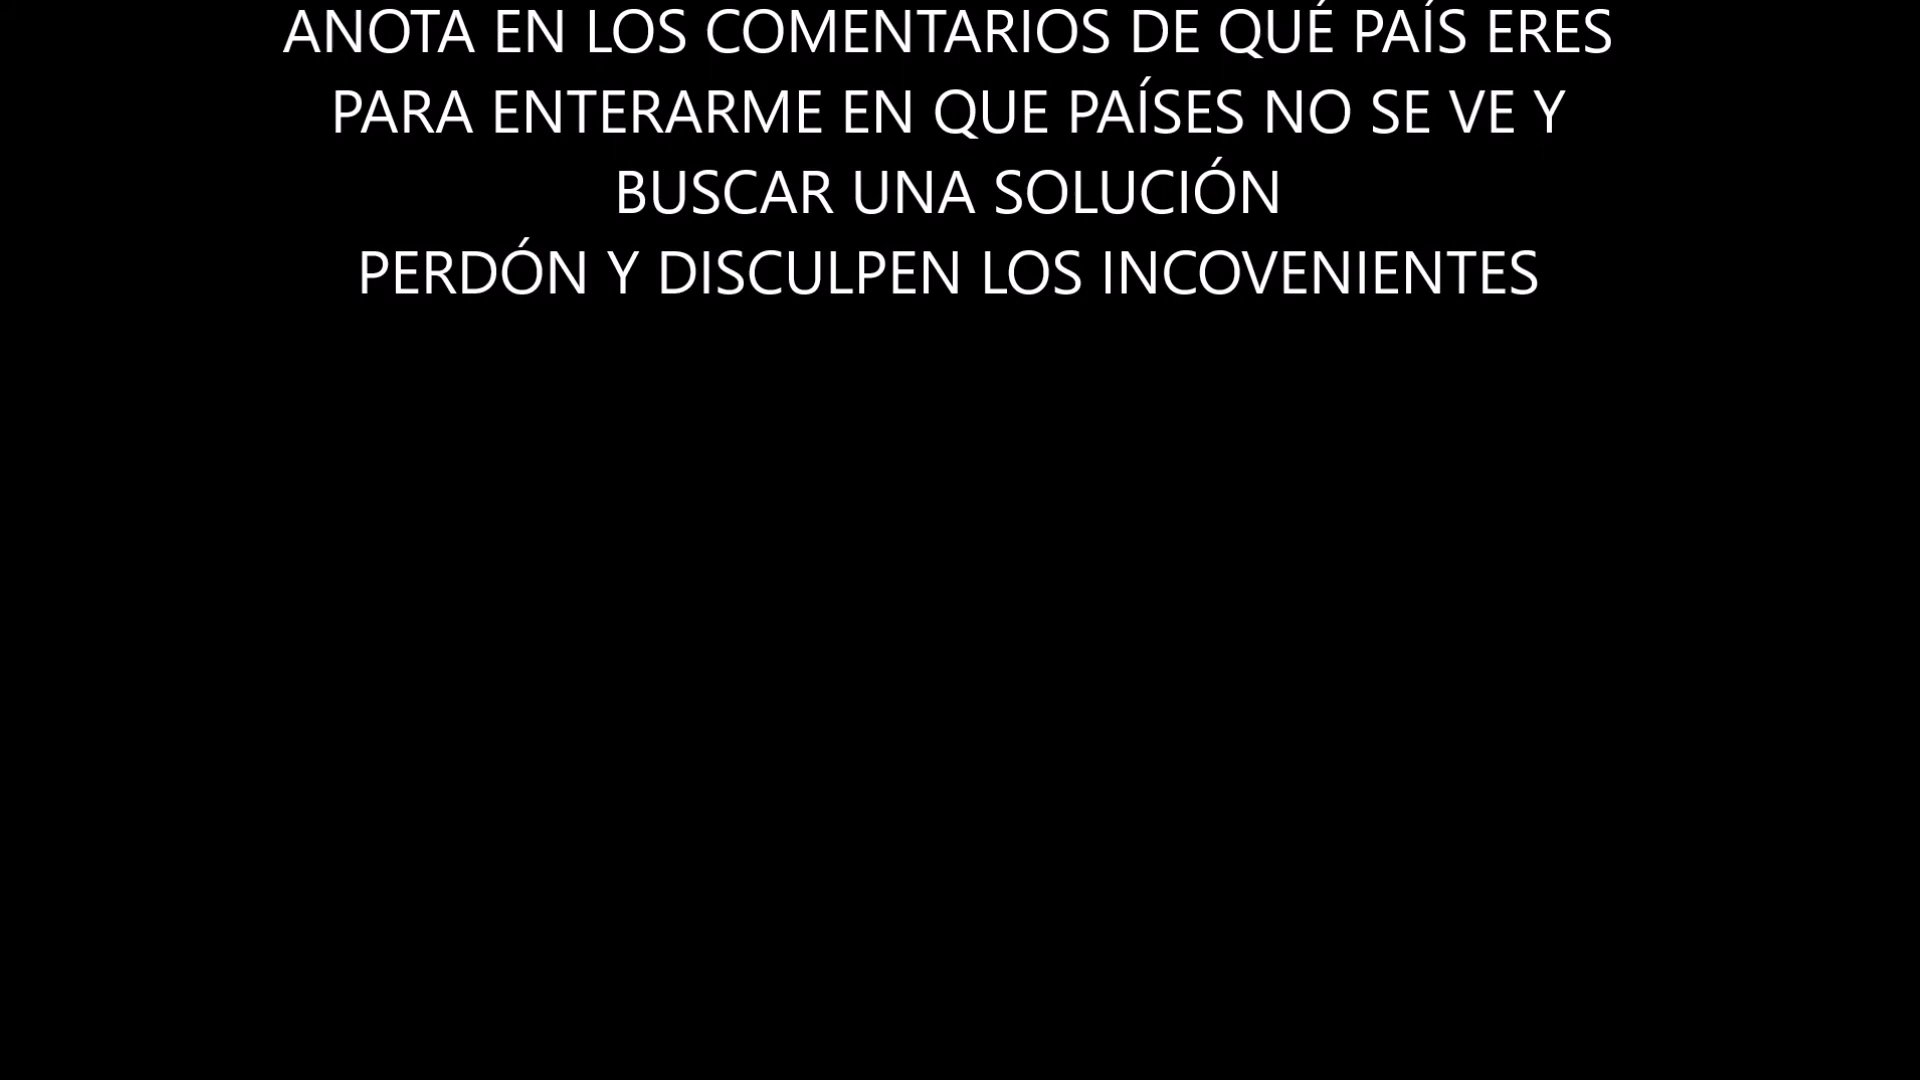 ANOTA EN LOS COMENTARIOS DE QUÉ PAÍS ERES
PARA ENTERARME EN QUE PAÍSES NO SE VE Y
BUSCAR UNA SOLUCIÓN
PERDÓN Y DISCULPEN LOS INCOVENIENTES